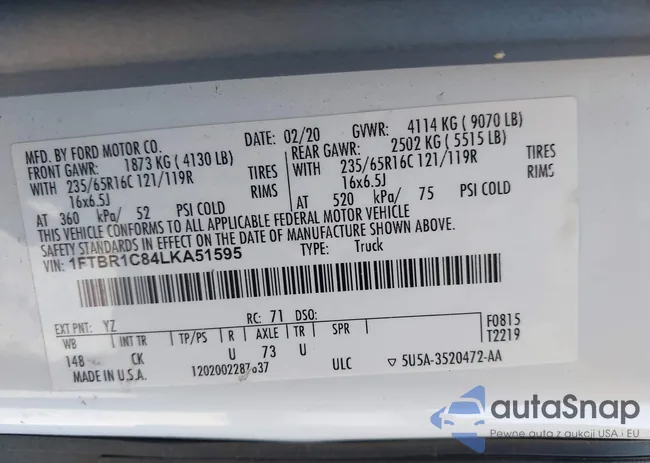 MFD. BY FORD MOTOR CO. DATE: 02/20 GVWR: 4114 KG ( 9070 LB)
FRONT GAWR: 1873 KG ( 4130 LB) REAR GAWR: 2502 KG ( 5515 LB)
WITH 235/65R16C 121/119R TIRES WITH 235/65R16C 121/119R TIRES
16x6.5J RIMS 16x6.5J RIMS
AT 360 kPa/ 52 PSI COLD AT 520 kPa/ 75 PSI COLD
THIS VEHICLE CONFORMS TO ALL APPLICABLE FEDERAL MOTOR VEHICLE
SAFETY STANDARDS IN EFFECT ON THE DATE OF MANUFACTURE SHOWN ABOVE.
VIN: 1FTBR1C84LKA51595 TYPE: Truck
EXT PNT: YZ RC: 71 DSO:
WB INT TR TP/PS R AXLE TR SPR F0815
148 CK U 73 U T2219
MADE IN U.S.A. ULC 5U5A-3520472-AA
autaSnap
Pewne auta z aukcji USA i EU